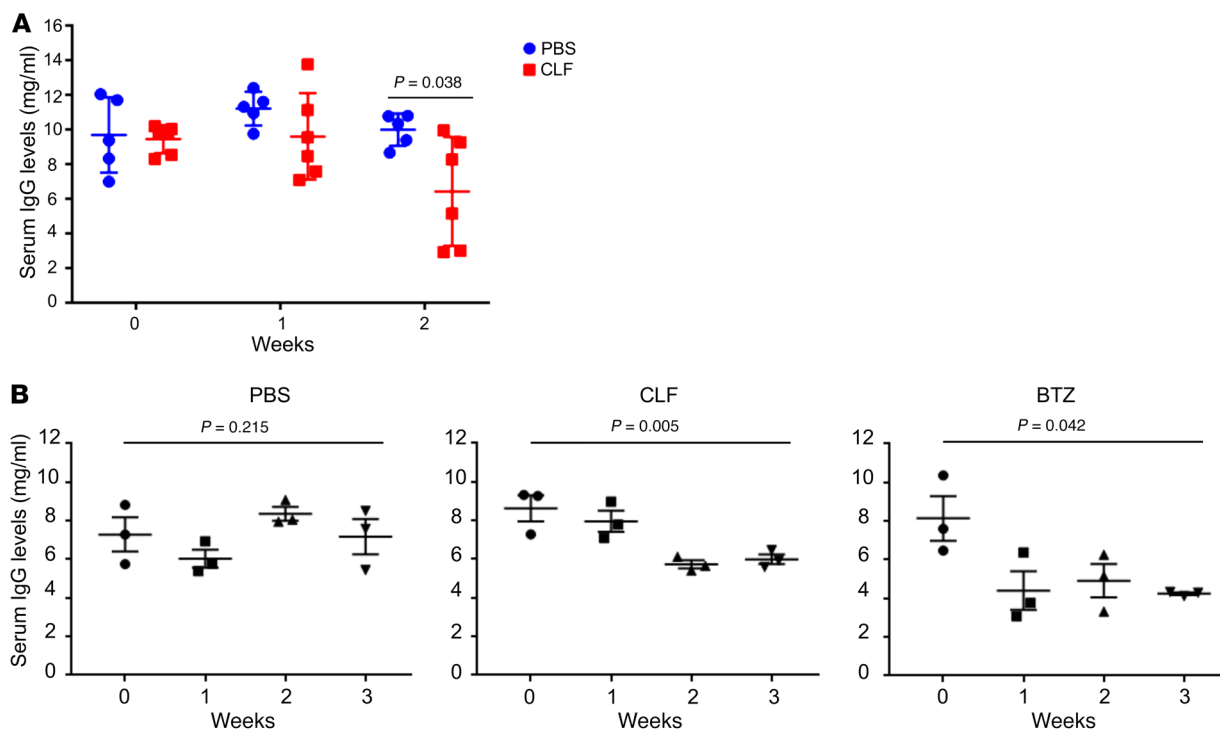 A
16
14
12
10
8
6
4
2
0
Serum IgG levels (mg/ml)
PBS
CLF
P = 0.038
0 1 2
Weeks
B
PBS
P = 0.215
Serum IgG levels (mg/ml)
12
10
8
6
4
2
0
0 1 2 3
Weeks
CLF
P = 0.005
12
10
8
6
4
2
0
0 1 2 3
Weeks
BTZ
P = 0.042
12
10
8
6
4
2
0
0 1 2 3
Weeks